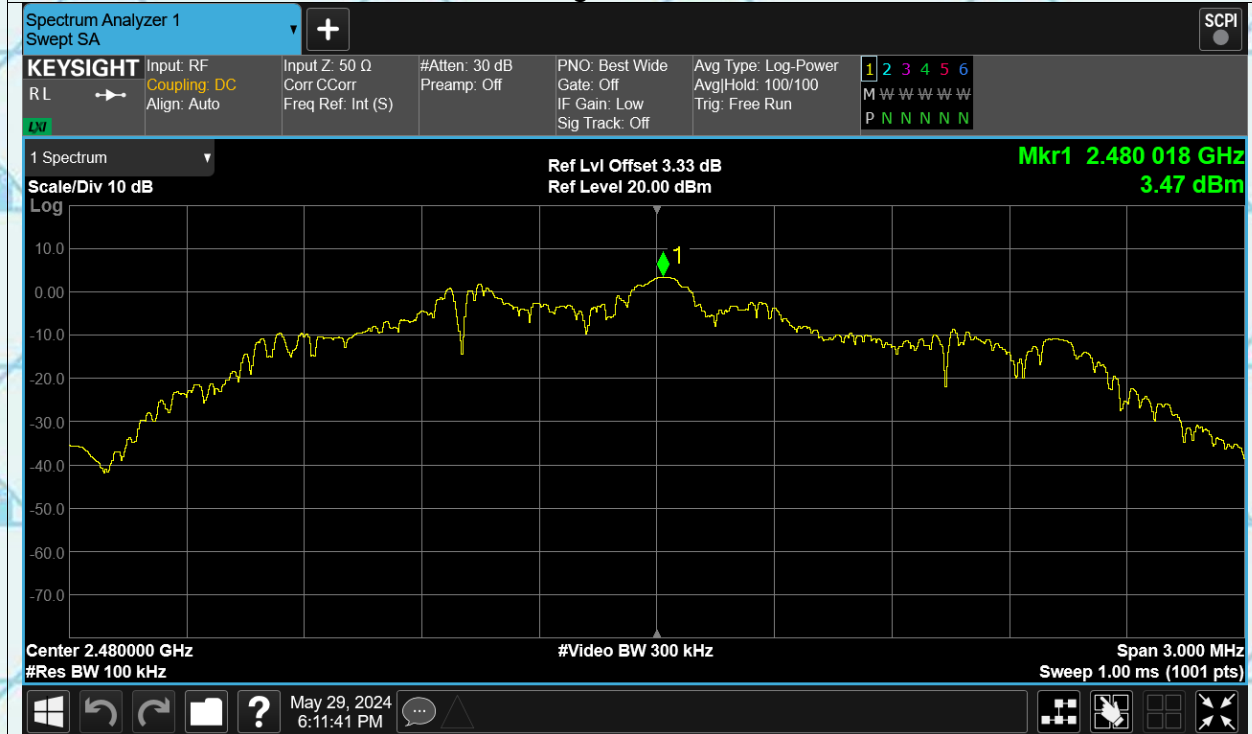 Spectrum Analyzer 1
Swept SA
+
SCPI
KEYSIGHT
R L
LXI
Input: RF
Coupling: DC
Align: Auto
Input Z: 50 Ω
Corr CCorr
Freq Ref: Int (S)
#Atten: 30 dB
Preamp: Off
PNO: Best Wide
Gate: Off
IF Gain: Low
Sig Track: Off
Avg Type: Log-Power
Avg|Hold: 100/100
Trig: Free Run
1 2 3 4 5 6
M W W W W W
P N N N N N
1 Spectrum
Scale/Div 10 dB
Log
Ref Lvl Offset 3.33 dB
Ref Level 20.00 dBm
Mkr1 2.480 018 GHz
3.47 dBm
1
10.0
0.00
-10.0
-20.0
-30.0
-40.0
-50.0
-60.0
-70.0
Center 2.480000 GHz
#Video BW 300 kHz
Span 3.000 MHz
#Res BW 100 kHz
Sweep 1.00 ms (1001 pts)
?
May 29, 2024
6:11:41 PM